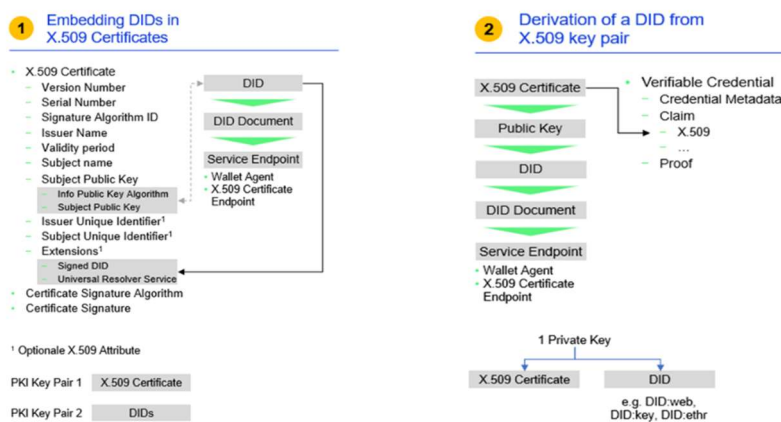 1
Embedding DIDs in
X.509 Certificates
X.509 Certificate
Version Number
Serial Number
Signature Algorithm ID
Issuer Name
Validity period
Subject name
Subject Public Key
Info Public Key Algorithm
Subject Public Key
Issuer Unique Identifier¹
Subject Unique Identifier¹
Extensions¹
Signed DID
Universal Resolver Service
Certificate Signature Algorithm
Certificate Signature
DID
DID Document
Service Endpoint
Wallet Agent
X.509 Certificate
Endpoint
¹ Optionale X.509 Attribute
PKI Key Pair 1 X.509 Certificate
PKI Key Pair 2 DIDs
2
Derivation of a DID from
X.509 key pair
X.509 Certificate
Public Key
DID
DID Document
Service Endpoint
Wallet Agent
X.509 Certificate
Endpoint
Verifiable Credential
Credential Metadata
Claim
X.509
...
Proof
1 Private Key
X.509 Certificate
DID
e.g. DID:web,
DID:key, DID:ethr